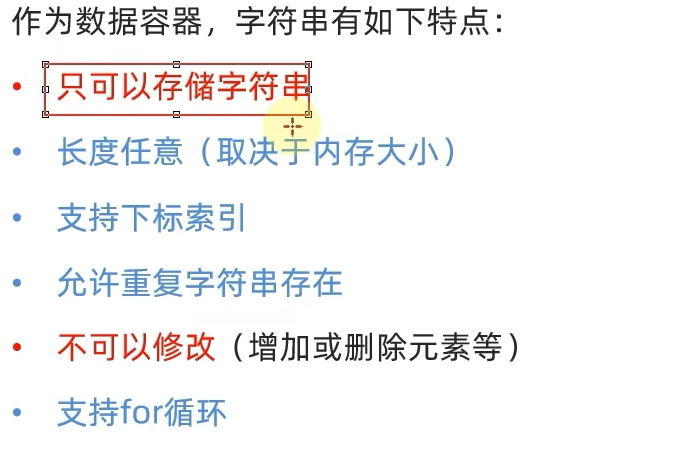 作为数据容器，字符串有如下特点：
• 只可以存储字符串
• 长度任意（取决于内存大小）
• 支持下标索引
• 允许重复字符串存在
• 不可以修改（增加或删除元素等）
• 支持for循环